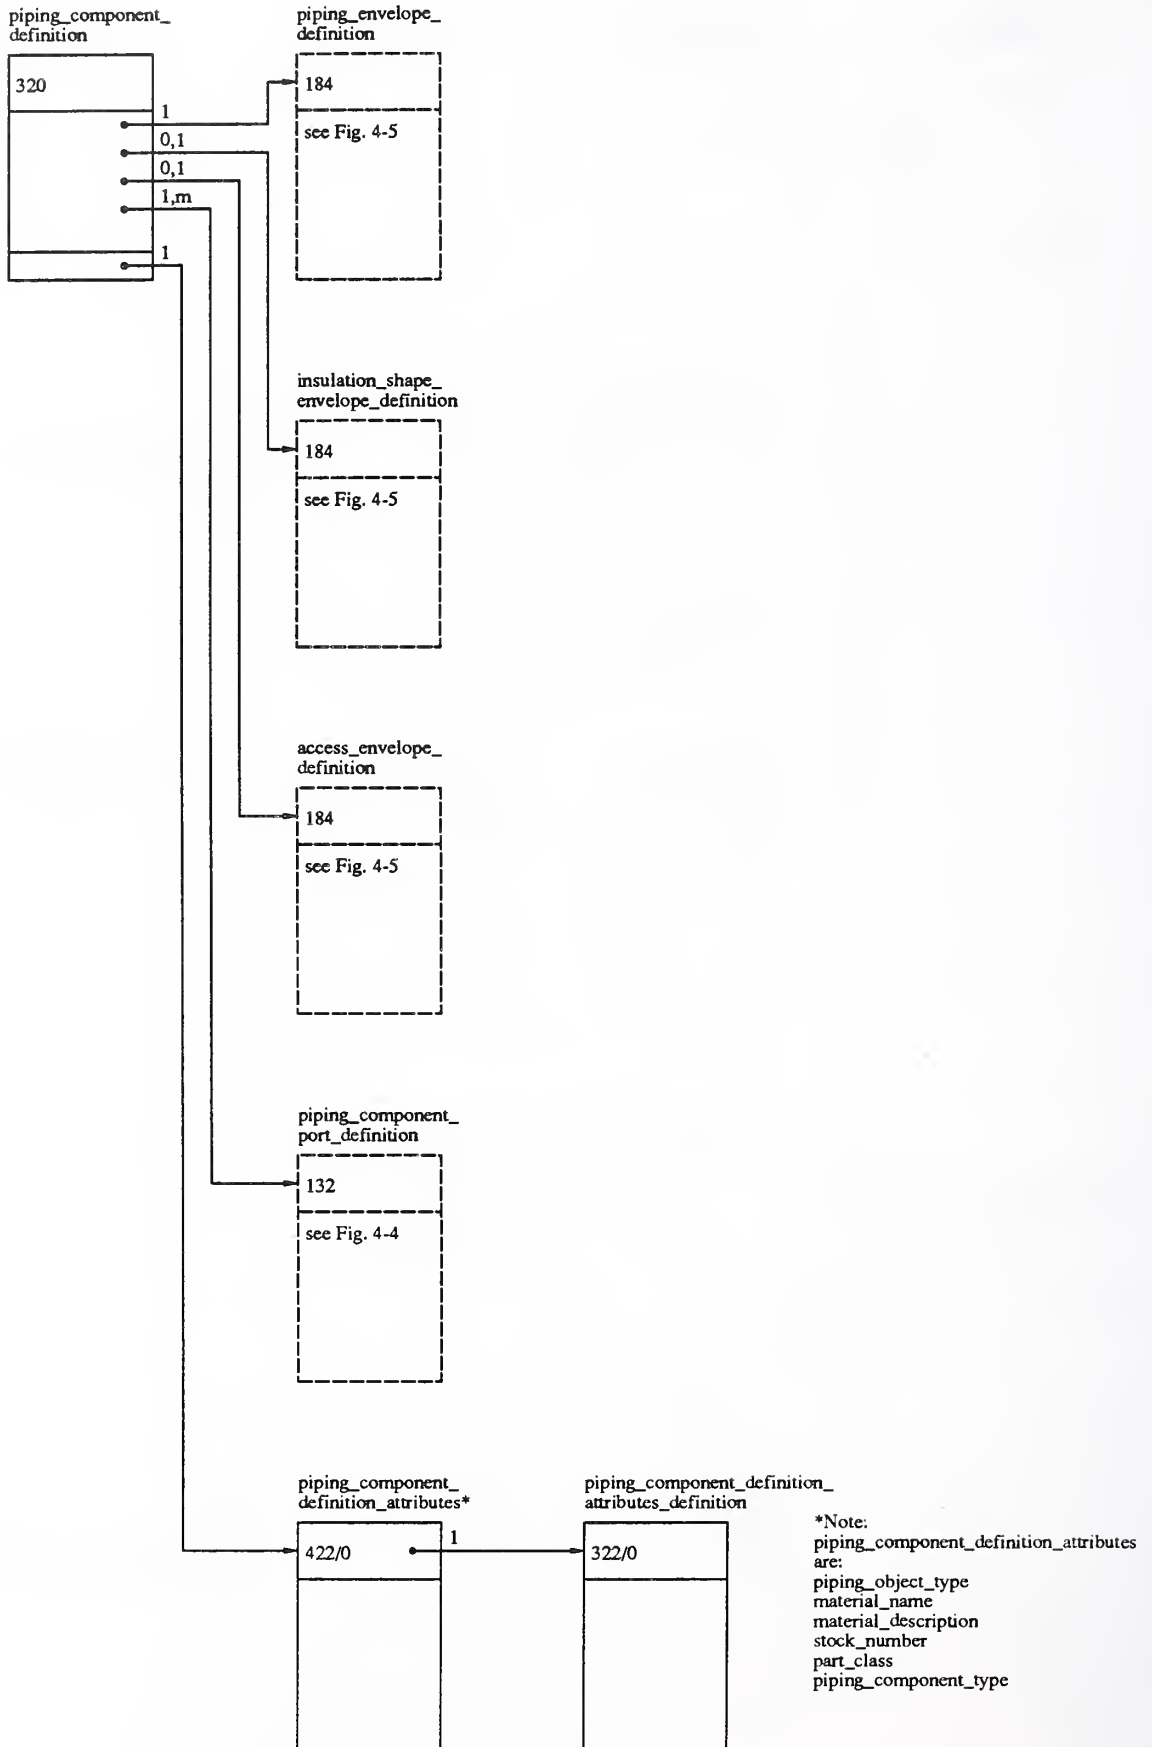 piping_component_
definition
320
1
0,1
0,1
1,m
1
piping_envelope_
definition
184
see Fig. 4-5
insulation_shape_
envelope_definition
184
see Fig. 4-5
access_envelope_
definition
184
see Fig. 4-5
piping_component_
port_definition
132
see Fig. 4-4
piping_component_
definition_attributes*
422/0
1
piping_component_definition_
attributes_definition
322/0
*Note:
piping_component_definition_attributes
are:
piping_object_type
material_name
material_description
stock_number
part_class
piping_component_type